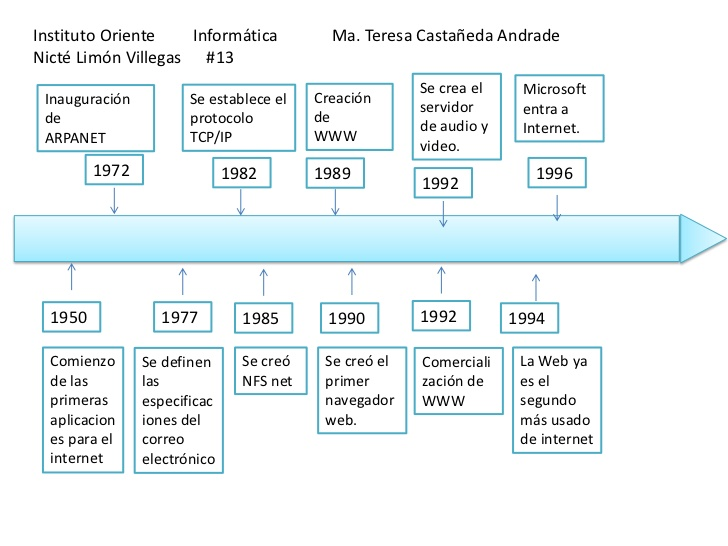 Instituto Oriente Informática Ma. Teresa Castañeda Andrade
Nicté Limón Villegas #13
Inauguración
de
ARPANET
1972
Se establece el
protocolo
TCP/IP
1982
Creación
de
WWW
1989
Se crea el
servidor
de audio y
video.
1992
Microsoft
entra a
Internet.
1996
1950
Comienzo
de las
primeras
aplicacion
es para el
internet
1977
Se definen
las
especificac
iones del
correo
electrónico
1985
Se creó
NFS net
1990
Se creó el
primer
navegador
web.
1992
Comerciali
zación de
WWW
1994
La Web ya
es el
segundo
más usado
de internet